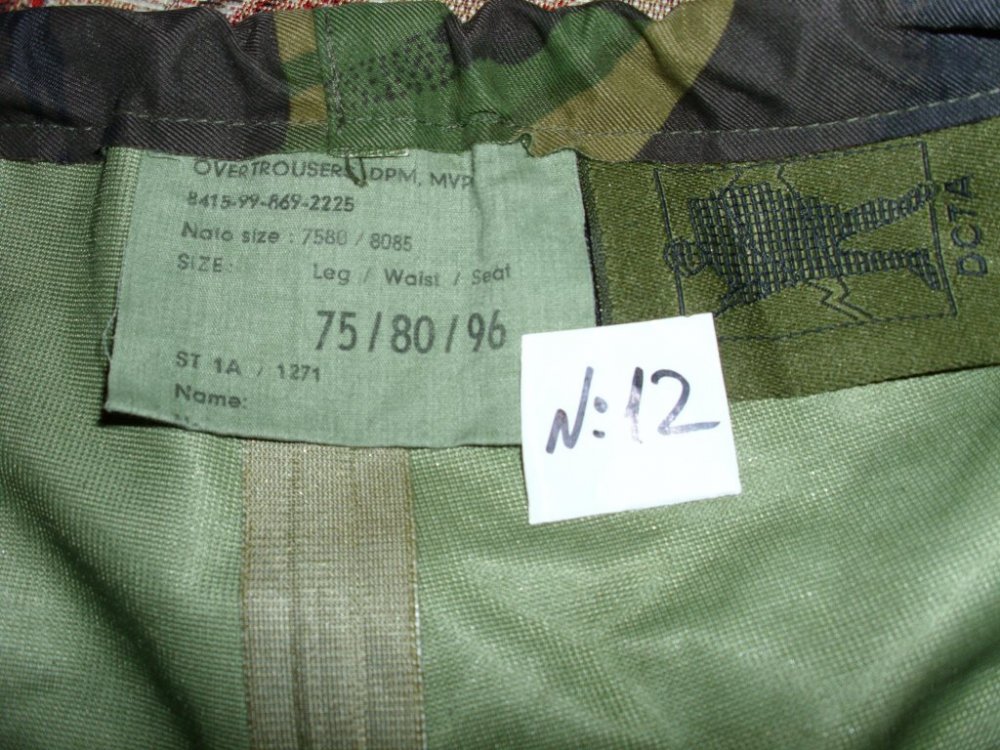 OVERTROUSERS, DPM, MVP
8415-99-869-2225
Nato size : 7580 / 8085
SIZE: Leg / Waist / Seat
75/80/96
ST 1A / 1271
Name:
DCTA
N:12